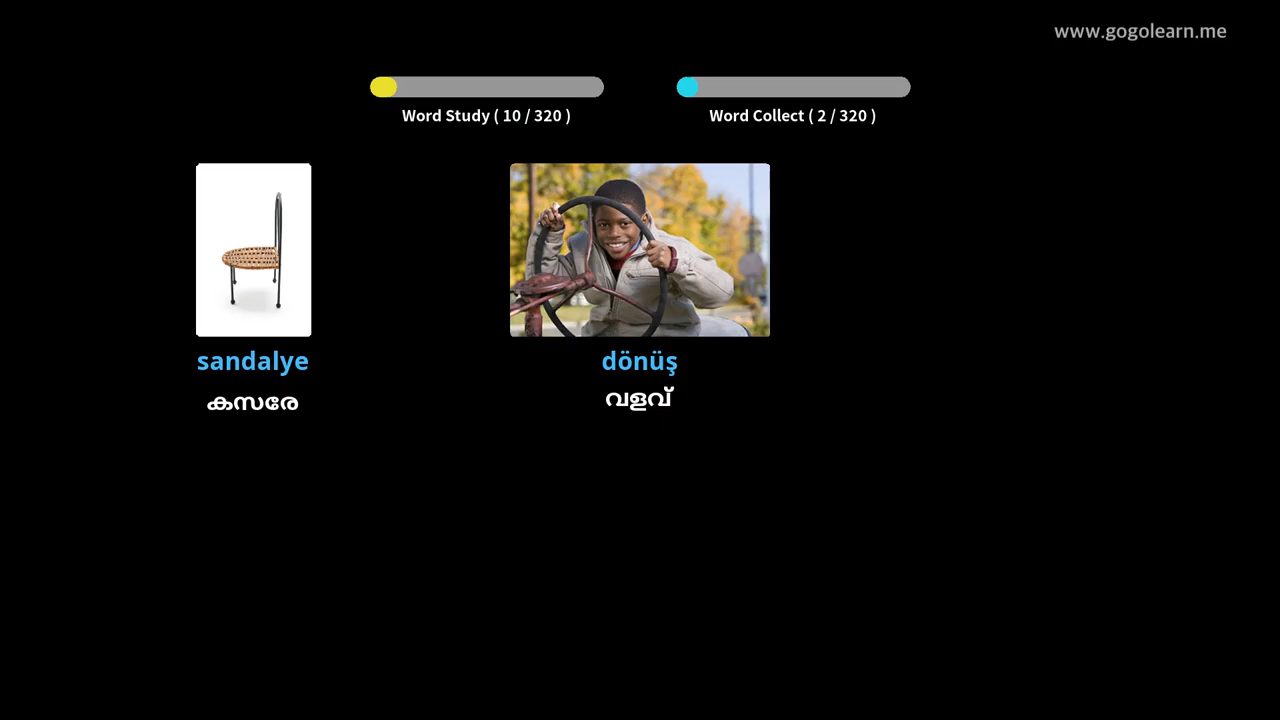 www.gogolearn.me
Word Study ( 10 / 320 )
Word Collect ( 2 / 320 )
sandalye
dönüş
കസരേ
വളവ്